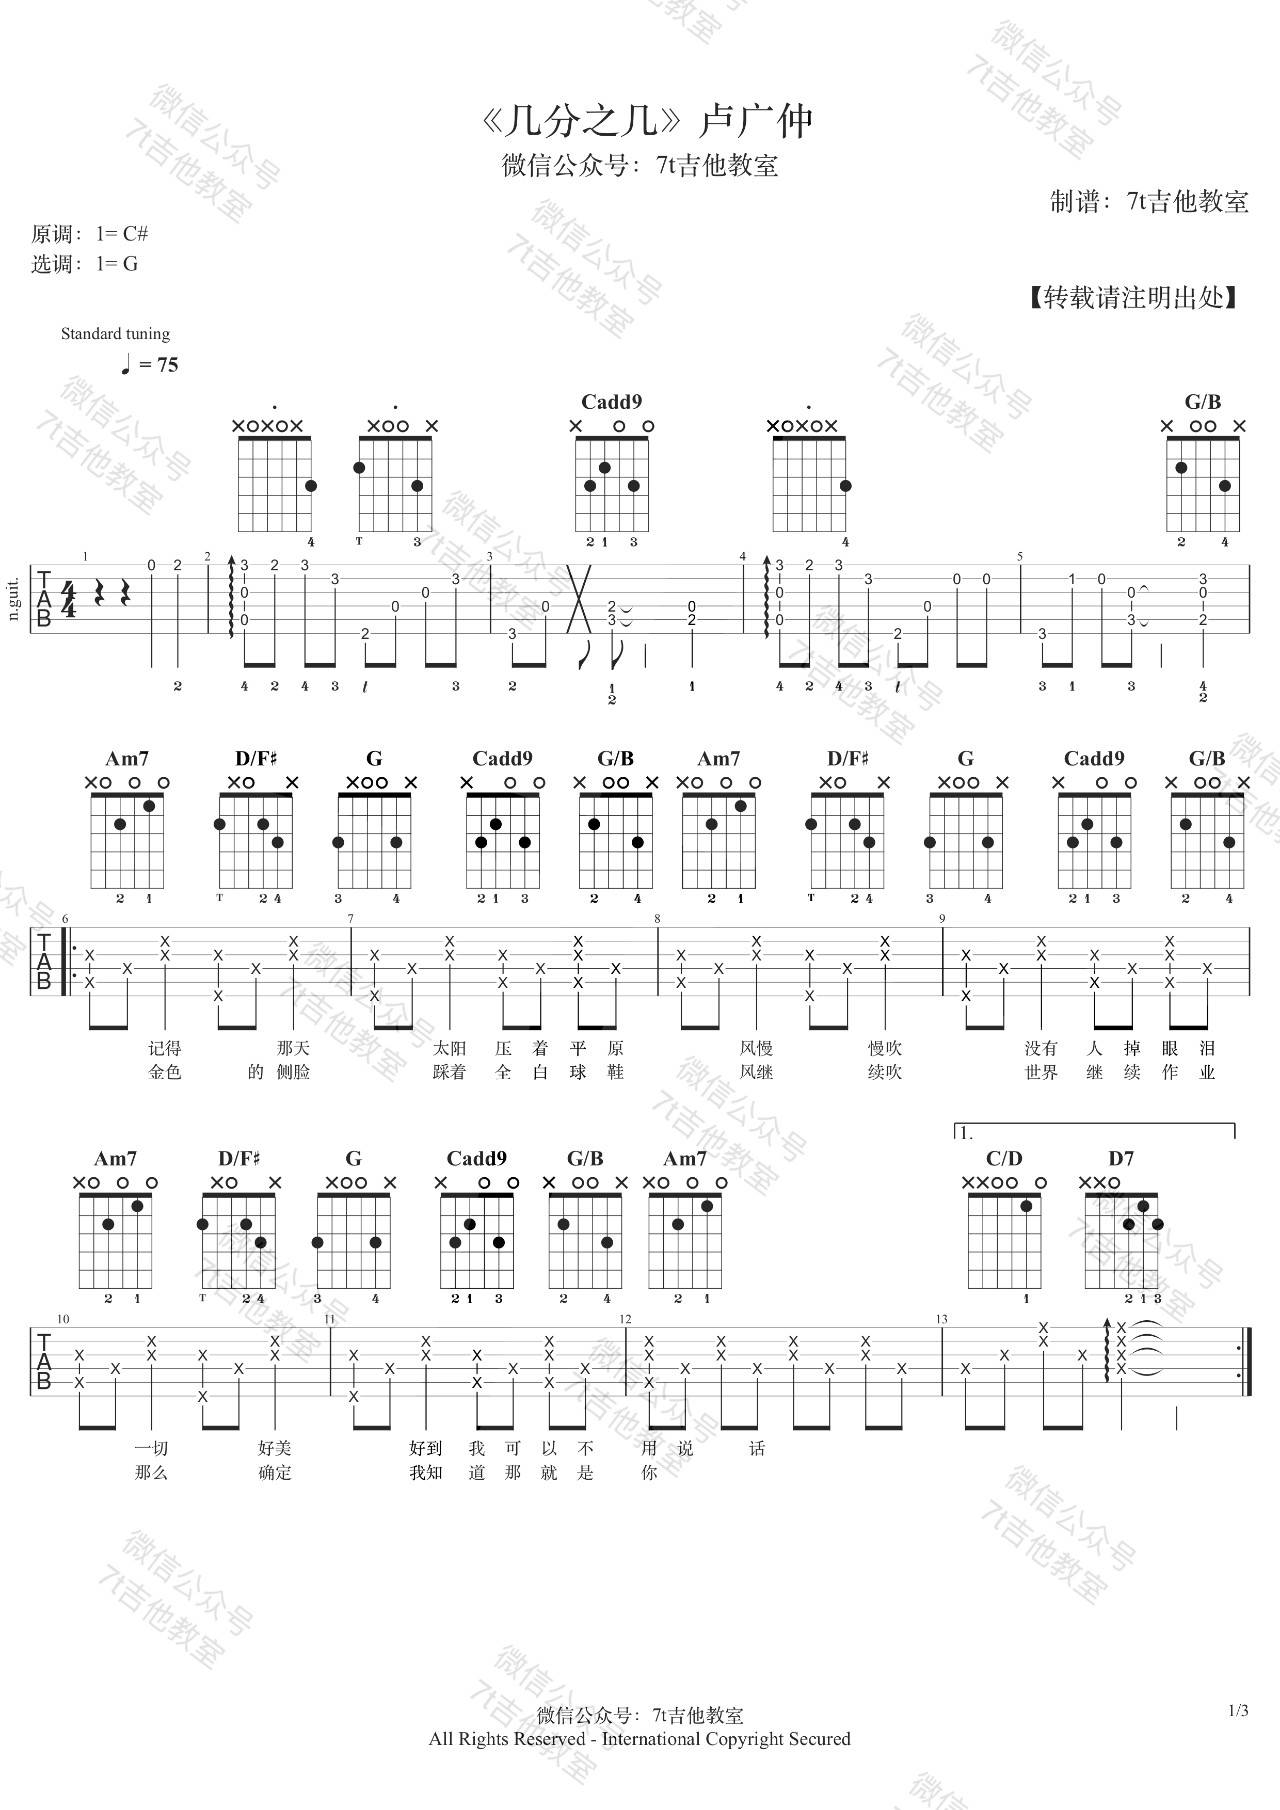 《几分之几》卢广仲
微信公众号：7t吉他教室
制谱：7t吉他教室
原调：1= C#
选调：1= G
【转载请注明出处】
Standard tuning
♩ = 75
Cadd9 G/B
n.guit.
Am7 D/F♯ G Cadd9 G/B Am7 D/F♯ G Cadd9 G/B
记得 那天 太阳 压 着 平 原 风慢 慢吹 没有 人 掉 眼 泪
金色 的 侧脸 踩着 全 白 球 鞋 风继 续吹 世界 继 续 作 业
1.
Am7 D/F♯ G Cadd9 G/B Am7 C/D D7
一切 好美 好到 我 可 以 不 用 说 话
那么 确定 我知 道 那 就 是 你
微信公众号：7t吉他教室
1/3
All Rights Reserved - International Copyright Secured